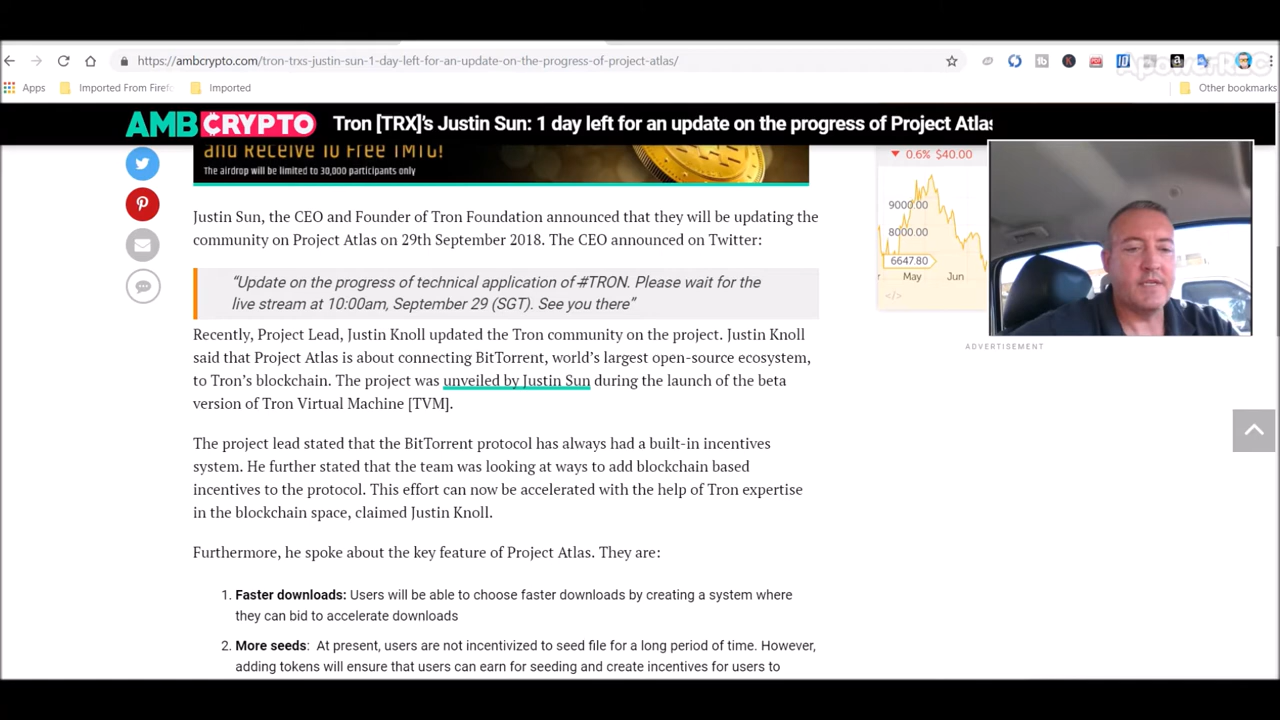 https://ambcrypto.com/tron-trxs-justin-sun-1-day-left-for-an-update-on-the-progress-of-project-atlas/
ApowerREC
Apps
Imported From Firef
Imported
Other bookmarks
AMBCRYPTO
Tron [TRX]'s Justin Sun: 1 day left for an update on the progress of Project Atlas
and Receive 10 Free TMTG!
The airdrop will be limited to 30,000 participants only
0.6% $40.00
9000.00
8000.00
6647.80
May
Jun
ADVERTISEMENT
Justin Sun, the CEO and Founder of Tron Foundation announced that they will be updating the
community on Project Atlas on 29th September 2018. The CEO announced on Twitter:
“Update on the progress of technical application of #TRON. Please wait for the
live stream at 10:00am, September 29 (SGT). See you there”
Recently, Project Lead, Justin Knoll updated the Tron community on the project. Justin Knoll
said that Project Atlas is about connecting BitTorrent, world’s largest open-source ecosystem,
to Tron’s blockchain. The project was unveiled by Justin Sun during the launch of the beta
version of Tron Virtual Machine [TVM].
The project lead stated that the BitTorrent protocol has always had a built-in incentives
system. He further stated that the team was looking at ways to add blockchain based
incentives to the protocol. This effort can now be accelerated with the help of Tron expertise
in the blockchain space, claimed Justin Knoll.
Furthermore, he spoke about the key feature of Project Atlas. They are:
1. Faster downloads: Users will be able to choose faster downloads by creating a system where
they can bid to accelerate downloads
2. More seeds: At present, users are not incentivized to seed file for a long period of time. However,
adding tokens will ensure that users can earn for seeding and create incentives for users to